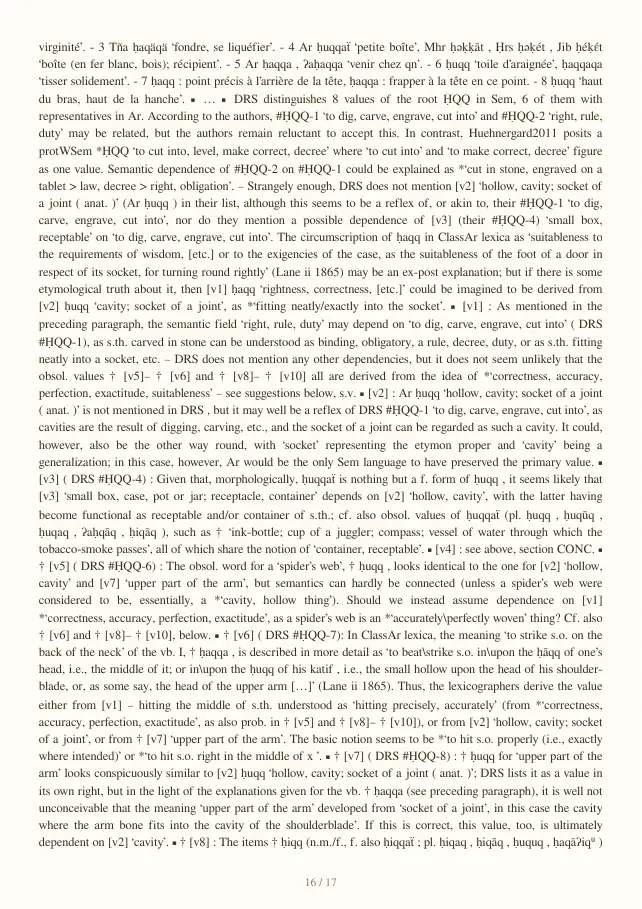 virginité’. - 3 Tña ḥaqäqä ‘fondre, se liquéfier’. - 4 Ar ḥuqqaẗ ‘petite boîte’, Mhr ḥəḳḳāt , Ḥrs ḥəḳét , Jib ḥéḳḗt
‘boîte (en fer blanc, bois); récipient’. - 5 Ar ḥaqqa , ʔaḥaqqa ‘venir chez qn’. - 6 ḥuqq ‘toile d’araignée’, ḥaqqaqa
‘tisser solidement’. - 7 ḥaqq : point précis à l’arrière de la tête, ḥaqqa : frapper à la tête en ce point. - 8 ḥuqq ‘haut
du bras, haut de la hanche’. ▪ … ▪ DRS distinguishes 8 values of the root ḤQQ in Sem, 6 of them with
representatives in Ar. According to the authors, #ḤQQ-1 ‘to dig, carve, engrave, cut into’ and #ḤQQ-2 ‘right, rule,
duty’ may be related, but the authors remain reluctant to accept this. In contrast, Huehnergard2011 posits a
protWSem *ḤQQ ‘to cut into, level, make correct, decree’ where ‘to cut into’ and ‘to make correct, decree’ figure
as one value. Semantic dependence of #ḤQQ-2 on #ḤQQ-1 could be explained as *‘cut in stone, engraved on a
tablet > law, decree > right, obligation’. – Strangely enough, DRS does not mention [v2] ‘hollow, cavity; socket of
a joint ( anat. )’ (Ar ḥuqq ) in their list, although this seems to be a reflex of, or akin to, their #ḤQQ-1 ‘to dig,
carve, engrave, cut into’, nor do they mention a possible dependence of [v3] (their #ḤQQ-4) ‘small box,
receptable’ on ‘to dig, carve, engrave, cut into’. The circumscription of ḥaqq in ClassAr lexica as ‘suitableness to
the requirements of wisdom, [etc.] or to the exigencies of the case, as the suitableness of the foot of a door in
respect of its socket, for turning round rightly’ (Lane ii 1865) may be an ex-post explanation; but if there is some
etymological truth about it, then [v1] ḥaqq ‘rightness, correctness, [etc.]’ could be imagined to be derived from
[v2] ḥuqq ‘cavity; socket of a joint’, as *‘fitting neatly/exactly into the socket’. ▪ [v1] : As mentioned in the
preceding paragraph, the semantic field ‘right, rule, duty’ may depend on ‘to dig, carve, engrave, cut into’ ( DRS
#ḤQQ-1), as s.th. carved in stone can be understood as binding, obligatory, a rule, decree, duty, or as s.th. fitting
neatly into a socket, etc. – DRS does not mention any other dependencies, but it does not seem unlikely that the
obsol. values † [v5]– † [v6] and † [v8]– † [v10] all are derived from the idea of *‘correctness, accuracy,
perfection, exactitude, suitableness’ – see suggestions below, s.v. ▪ [v2] : Ar ḥuqq ‘hollow, cavity; socket of a joint
( anat. )’ is not mentioned in DRS , but it may well be a reflex of DRS #ḤQQ-1 ‘to dig, carve, engrave, cut into’, as
cavities are the result of digging, carving, etc., and the socket of a joint can be regarded as such a cavity. It could,
however, also be the other way round, with ‘socket’ representing the etymon proper and ‘cavity’ being a
generalization; in this case, however, Ar would be the only Sem language to have preserved the primary value. ▪
[v3] ( DRS #ḤQQ-4) : Given that, morphologically, ḥuqqaẗ is nothing but a f. form of ḥuqq , it seems likely that
[v3] ‘small box, case, pot or jar; receptacle, container’ depends on [v2] ‘hollow, cavity’, with the latter having
become functional as receptable and/or container of s.th.; cf. also obsol. values of ḥuqqaẗ (pl. ḥuqq , ḥuqūq ,
ḥuqaq , ʔaḥqāq , ḥiqāq ), such as † ‘ink-bottle; cup of a juggler; compass; vessel of water through which the
tobacco-smoke passes’, all of which share the notion of ‘container, receptable’. ▪ [v4] : see above, section CONC. ▪
† [v5] ( DRS #ḤQQ-6) : The obsol. word for a ‘spider’s web’, † ḥuqq , looks identical to the one for [v2] ‘hollow,
cavity’ and [v7] ‘upper part of the arm’, but semantics can hardly be connected (unless a spider’s web were
considered to be, essentially, a *‘cavity, hollow thing’). Should we instead assume dependence on [v1]
*‘correctness, accuracy, perfection, exactitude’, as a spider’s web is an *‘accurately\perfectly woven’ thing? Cf. also
† [v6] and † [v8]– † [v10], below. ▪ † [v6] ( DRS #ḤQQ-7): In ClassAr lexica, the meaning ‘to strike s.o. on the
back of the neck’ of the vb. I, † ḥaqqa , is described in more detail as ‘to beat\strike s.o. in\upon the ḥāqq of one’s
head, i.e., the middle of it; or in\upon the ḥuqq of his katif , i.e., the small hollow upon the head of his shoulder-
blade, or, as some say, the head of the upper arm […]’ (Lane ii 1865). Thus, the lexicographers derive the value
either from [v1] – hitting the middle of s.th. understood as ‘hitting precisely, accurately’ (from *‘correctness,
accuracy, perfection, exactitude’, as also prob. in † [v5] and † [v8]– † [v10]), or from [v2] ‘hollow, cavity; socket
of a joint’, or from † [v7] ‘upper part of the arm’. The basic notion seems to be *‘to hit s.o. properly (i.e., exactly
where intended)’ or *‘to hit s.o. right in the middle of x ’. ▪ † [v7] ( DRS #ḤQQ-8) : † ḥuqq for ‘upper part of the
arm’ looks conspicuously similar to [v2] ḥuqq ‘hollow, cavity; socket of a joint ( anat. )’; DRS lists it as a value in
its own right, but in the light of the explanations given for the vb. † ḥaqqa (see preceding paragraph), it is well not
unconceivable that the meaning ‘upper part of the arm’ developed from ‘socket of a joint’, in this case the cavity
where the arm bone fits into the cavity of the shoulderblade’. If this is correct, this value, too, is ultimately
dependent on [v2] ‘cavity’. ▪ † [v8] : The items † ḥiqq (n.m./f., f. also ḥiqqaẗ ; pl. ḥiqaq , ḥiqāq , ḥuquq , ḥaqāʔiqᵘ )
16 / 17